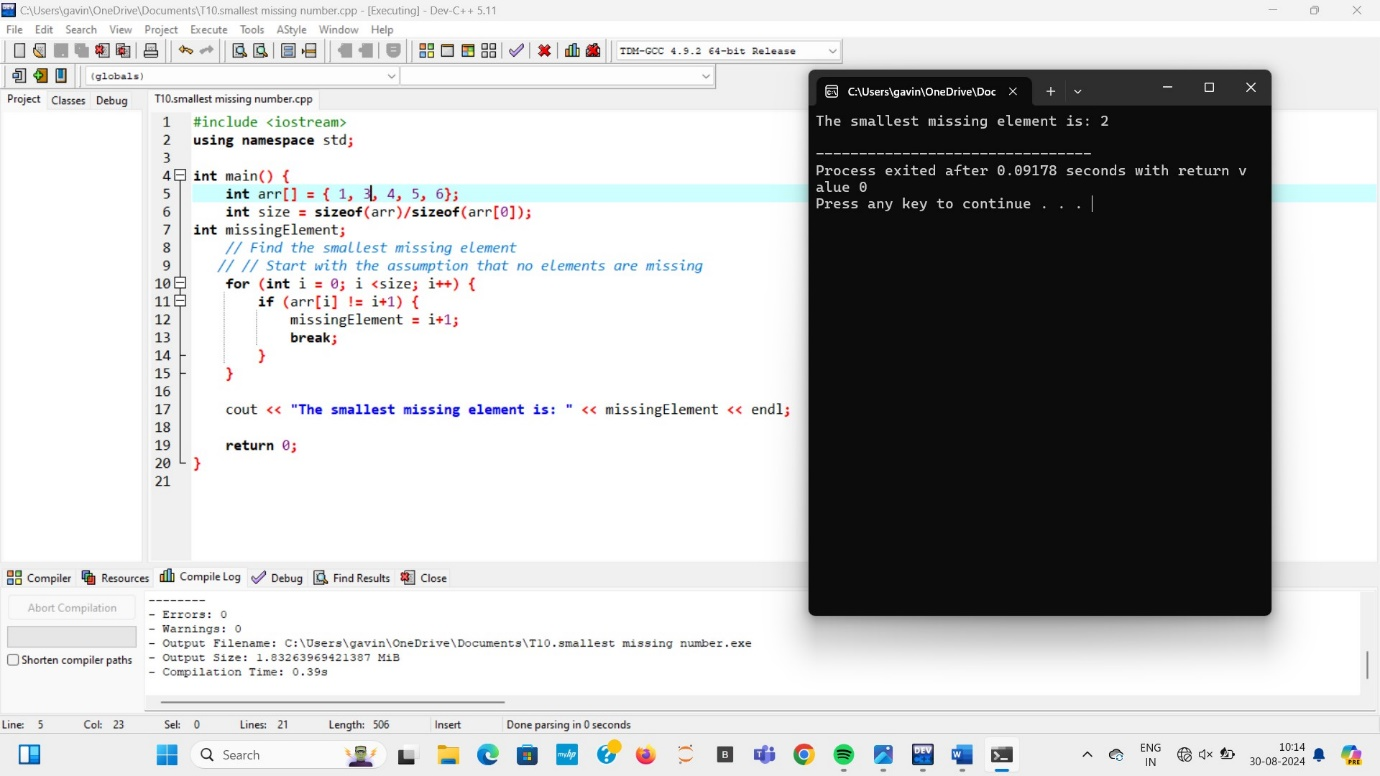 C:\Users\gavin\OneDrive\Documents\T10.smallest missing number.cpp - [Executing] - Dev-C++ 5.11
File Edit Search View Project Execute Tools AStyle Window Help
TDM-GCC 4.9.2 64-bit Release
(globals)
Project Classes Debug
T10.smallest missing number.cpp
1 #include <iostream>
2 using namespace std;
3
4 int main() {
5 int arr[] = { 1, 3, 4, 5, 6};
6 int size = sizeof(arr)/sizeof(arr[0]);
7 int missingElement;
8 // Find the smallest missing element
9 // // Start with the assumption that no elements are missing
10 for (int i = 0; i <size; i++) {
11 if (arr[i] != i+1) {
12 missingElement = i+1;
13 break;
14 }
15 }
16
17 cout << "The smallest missing element is: " << missingElement << endl;
18
19 return 0;
20 }
21
C:\Users\gavin\OneDrive\Doc
The smallest missing element is: 2
--------------------------------
Process exited after 0.09178 seconds with return v
alue 0
Press any key to continue . . .
Compiler Resources Compile Log Debug Find Results Close
Abort Compilation
Shorten compiler paths
--------
- Errors: 0
- Warnings: 0
- Output Filename: C:\Users\gavin\OneDrive\Documents\T10.smallest missing number.exe
- Output Size: 1.83263969421387 MiB
- Compilation Time: 0.39s
Line: 5 Col: 23 Sel: 0 Lines: 21 Length: 506 Insert Done parsing in 0 seconds
Search
myhp
B
DEV
ENG
IN
10:14
30-08-2024
PRE